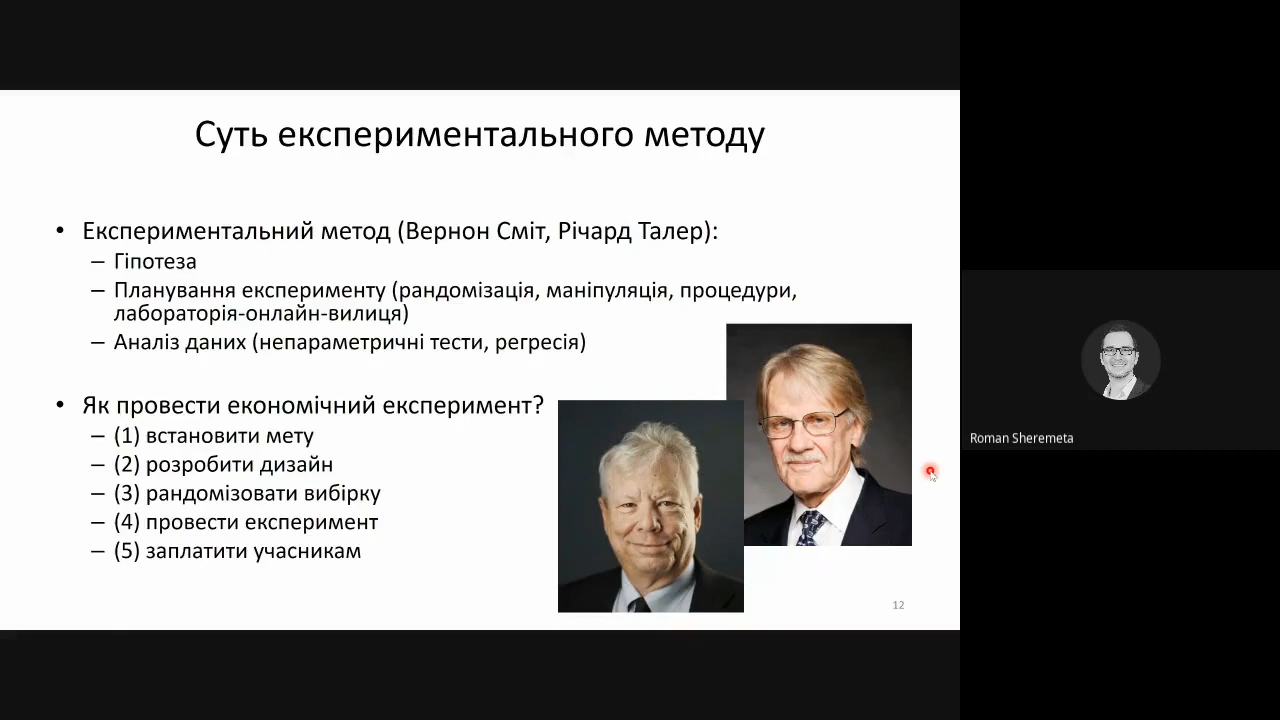 Суть експериментального методу
• Експериментальний метод (Вернон Сміт, Річард Талер):
– Гіпотеза
– Планування експерименту (рандомізація, маніпуляція, процедури,
лабораторія-онлайн-вилиця)
– Аналіз даних (непараметричні тести, регресія)
• Як провести економічний експеримент?
– (1) встановити мету
– (2) розробити дизайн
– (3) рандомізовати вибірку
– (4) провести експеримент
– (5) заплатити учасникам
12
Roman Sheremeta